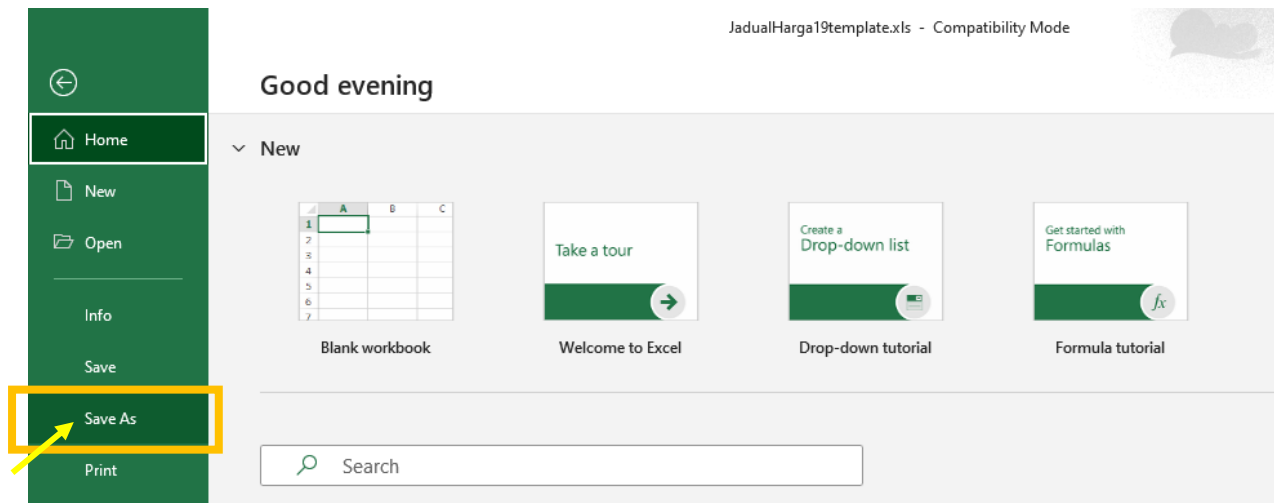 JadualHarga19template.xls - Compatibility Mode
Good evening
Home
New
Open
Info
Save
Save As
Print
New
A B C
1
2
3
4
5
6
7
Take a tour
Create a
Drop-down list
Get started with
Formulas
fx
Blank workbook
Welcome to Excel
Drop-down tutorial
Formula tutorial
Search